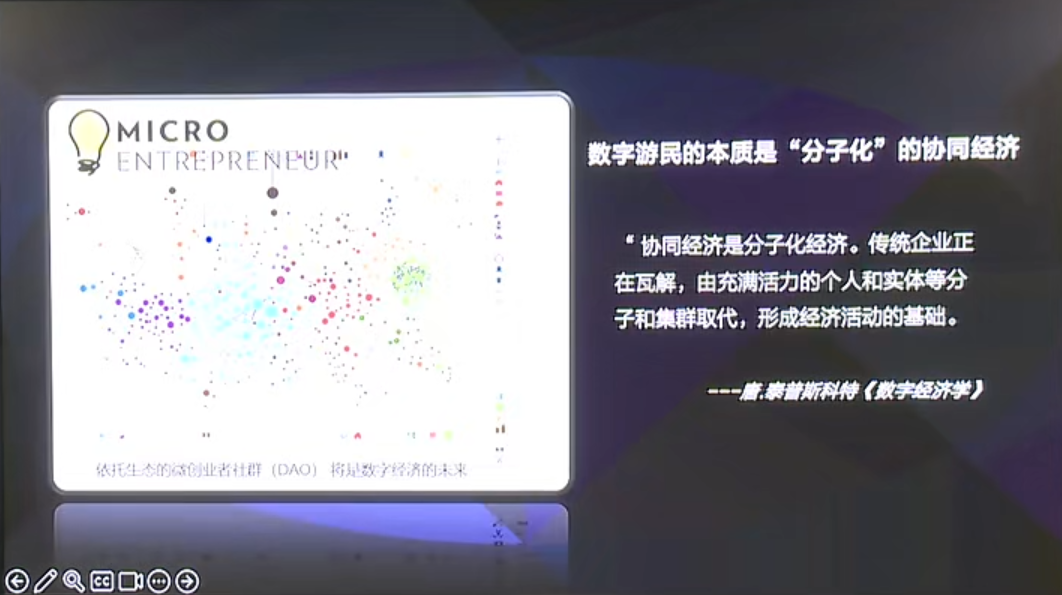 MICRO
ENTREPRENEUR
数字游民的本质是“分子化”的协同经济
“ 协同经济是分子化经济。传统企业正
在瓦解，由充满活力的个人和实体等分
子和集群取代，形成经济活动的基础。
---唐.泰普斯科特《数字经济学》
依托生态的微创业者社群（DAO） 将是数字经济的未来
CC